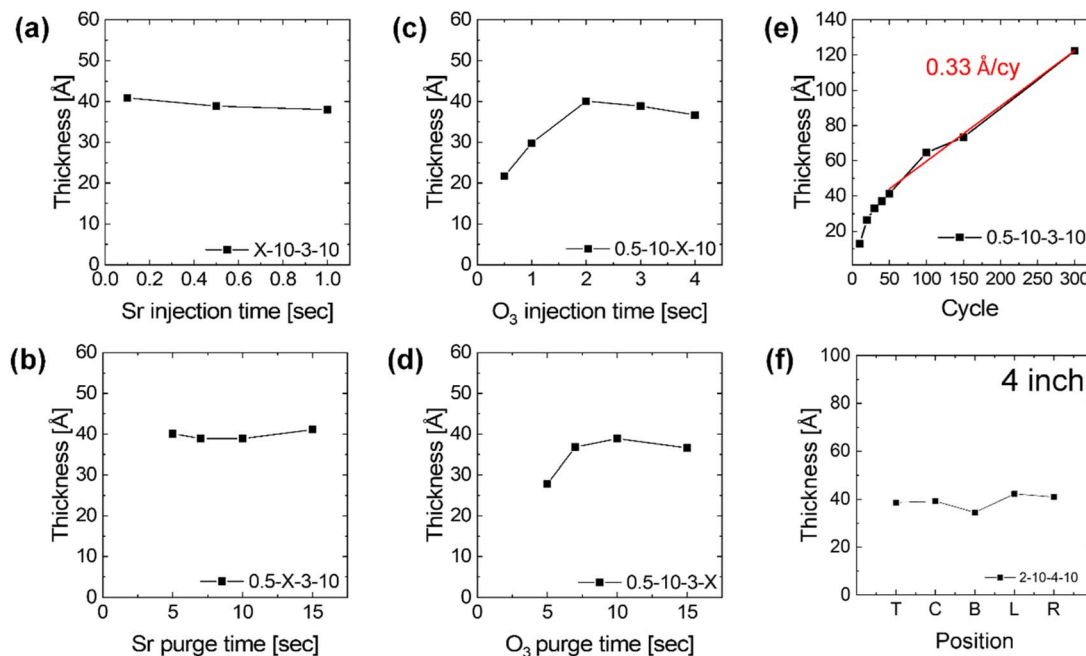 (a)
Thickness [Å]
60
50
40
30
20
10
0
X-10-3-10
0.0 0.2 0.4 0.6 0.8 1.0
Sr injection time [sec]
(b)
Thickness [Å]
60
50
40
30
20
10
0
0.5-X-3-10
0 5 10 15
Sr purge time [sec]
(c)
Thickness [Å]
60
50
40
30
20
10
0
0.5-10-X-10
0 1 2 3 4
O₃ injection time [sec]
(d)
Thickness [Å]
60
50
40
30
20
10
0
0.5-10-3-X
0 5 10 15
O₃ purge time [sec]
(e)
Thickness [Å]
140
120
100
80
60
40
20
0.33 Å/cy
0.5-10-3-10
0 50 100 150 200 250 300
Cycle
(f)
Thickness [Å]
100
80
60
40
20
0
4 inch
2-10-4-10
T C B L R
Position